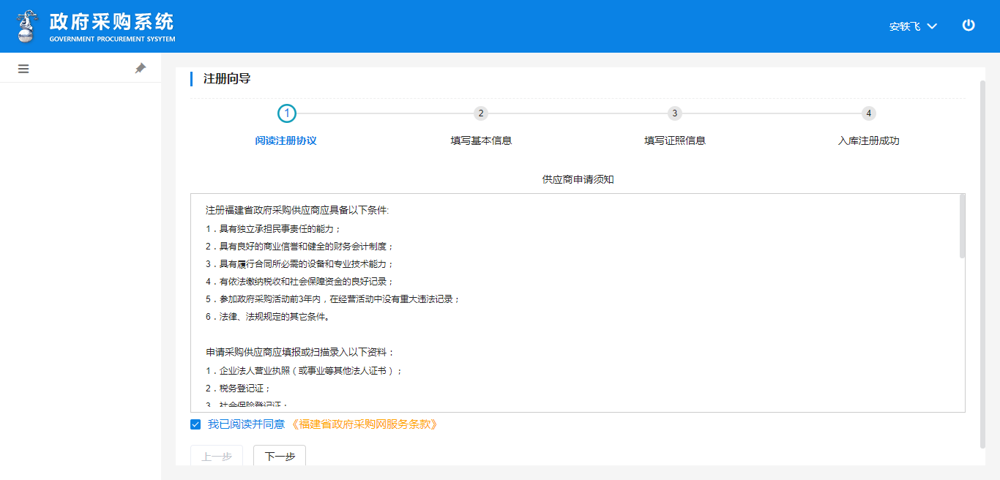 政府采购系统
GOVERNMENT PROCUREMENT SYSYTEM
安轶飞
注册向导
1
2
3
4
阅读注册协议
填写基本信息
填写证照信息
入库注册成功
供应商申请须知
注册福建省政府采购供应商应具备以下条件:
1．具有独立承担民事责任的能力；
2．具有良好的商业信誉和健全的财务会计制度；
3．具有履行合同所必需的设备和专业技术能力；
4．有依法缴纳税收和社会保障资金的良好记录；
5．参加政府采购活动前3年内，在经营活动中没有重大违法记录；
6．法律、法规规定的其它条件。
申请采购供应商应填报或扫描录入以下资料：
1．企业法人营业执照（或事业等其他法人证书）；
2．税务登记证；
3．社会保险登记证；
我已阅读并同意《福建省政府采购网服务条款》
上一步
下一步